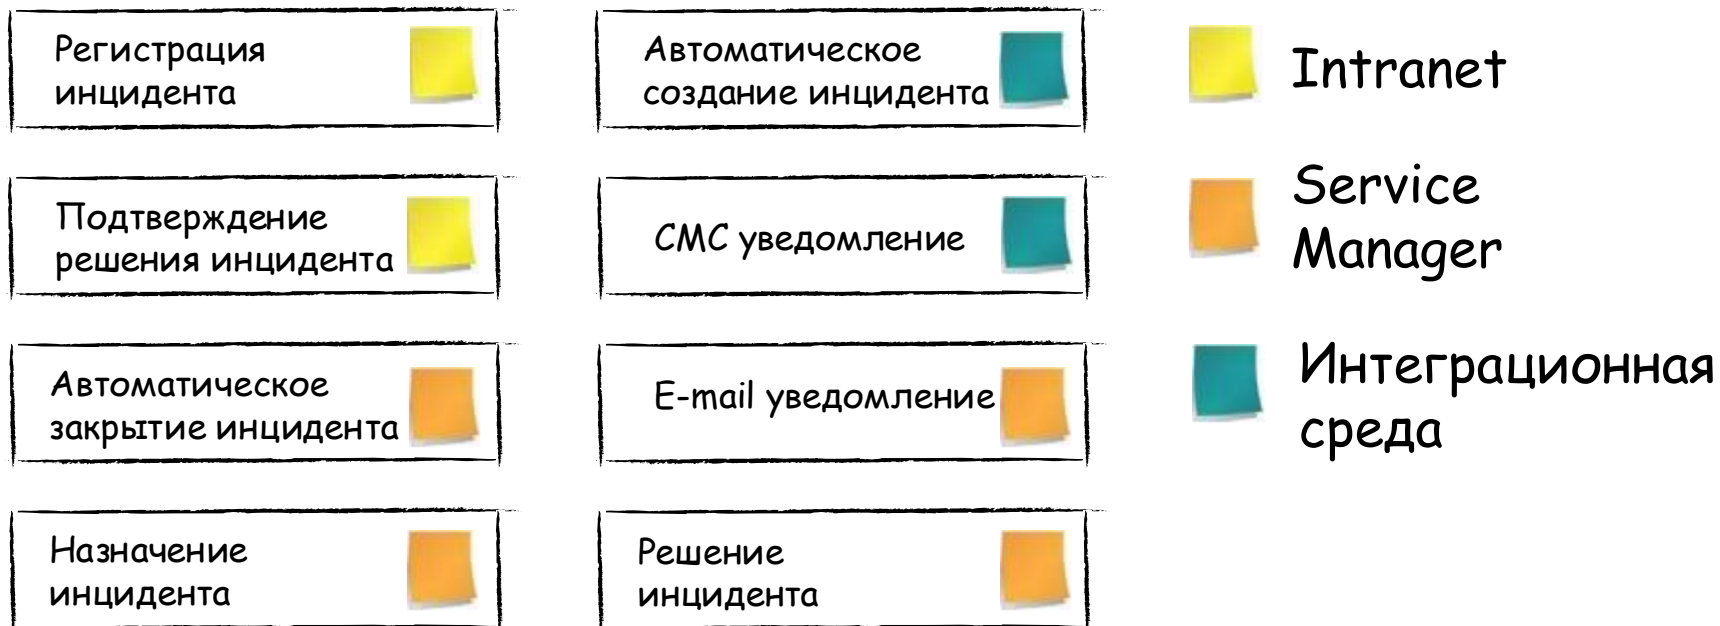 Регистрация
инцидента
Автоматическое
создание инцидента
Intranet
Подтверждение
решения инцидента
СМС уведомление
Service
Manager
Автоматическое
закрытие инцидента
E-mail уведомление
Интеграционная
среда
Назначение
инцидента
Решение
инцидента